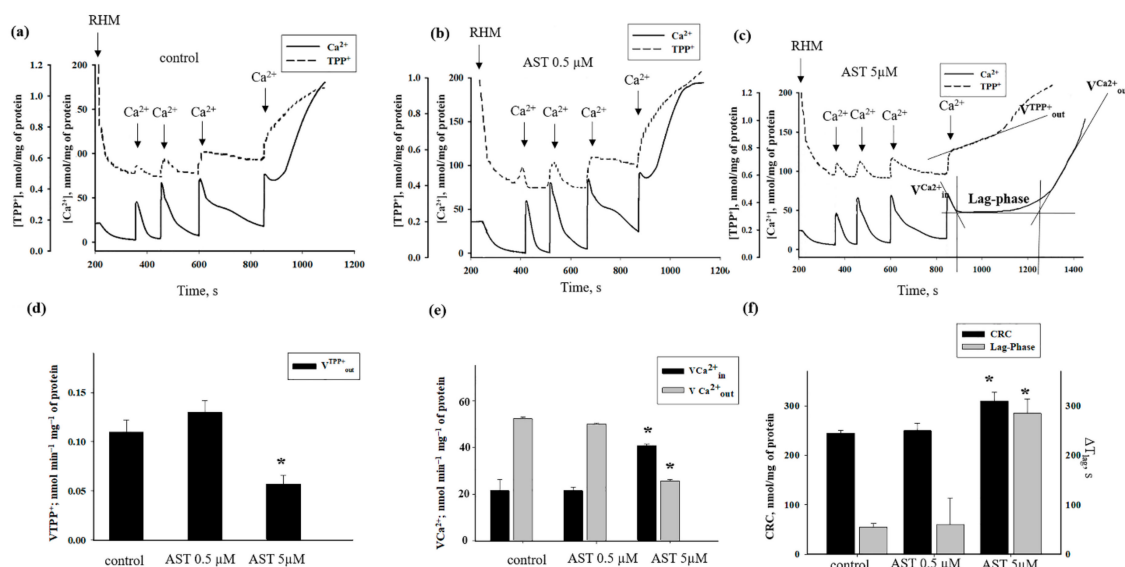 (a)
RHM
control
Ca²⁺
TPP⁺
Ca²⁺ Ca²⁺ Ca²⁺ Ca²⁺
[TPP⁺], nmol/mg of protein
1.2
1.0
0.8
0.6
0.4
0.2
0.0
[Ca²⁺], nmol/mg of protein
200
50
00
50
0
200 400 600 800 1000 1200
Time, s
(b)
RHM
AST 0.5 µM
Ca²⁺
TPP⁺
Ca²⁺ Ca²⁺ Ca²⁺ Ca²⁺
[TPP⁺], nmol/mg of protein
1.2
1.0
0.8
0.6
0.4
0.2
0.0
[Ca²⁺], nmol/mg of protein
200
150
100
50
0
200 400 600 800 1000 1200
Time, s
(c)
RHM
AST 5µM
Ca²⁺
TPP⁺
Ca²⁺ Ca²⁺ Ca²⁺ Ca²⁺
V^Ca²⁺ out
V^TPP⁺ out
V^Ca²⁺ in
Lag-phase
[TPP⁺], nmol/mg of protein
1.2
1.0
0.8
0.6
0.4
0.2
0.0
[Ca²⁺], nmol/mg of protein
200
150
100
50
0
200 400 600 800 1000 1200 1400
Time, s
(d)
V^TPP⁺ out
VTPP⁺; nmol min⁻¹ mg⁻¹ of protein
0.15
0.10
0.05
0.00
*
control AST 0.5 µM AST 5µM
(e)
VCa²⁺ in
V Ca²⁺ out
VCa²⁺; nmol min⁻¹ mg⁻¹ of protein
60
40
20
0
* *
control AST 0.5 µM AST 5µM
(f)
CRC
Lag-Phase
CRC, nmol/mg of protein
300
200
100
0
* *
300
200
100
0
ΔTlag, s
control AST 0.5 µM AST 5µM